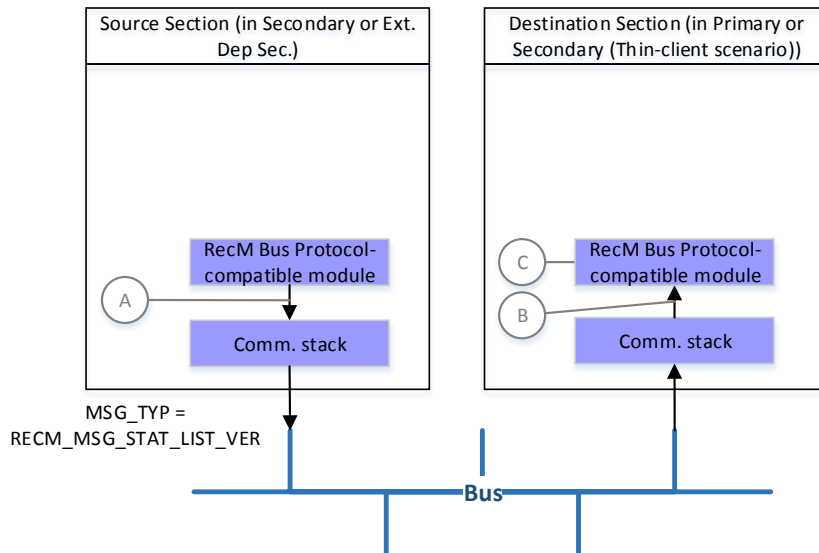 Source Section (in Secondary or Ext.
Dep Sec.)
Destination Section (in Primary or
Secondary (Thin-client scenario))
RecM Bus Protocol-
compatible module
A
Comm. stack
C
RecM Bus Protocol-
compatible module
B
Comm. stack
MSG_TYP =
RECM_MSG_STAT_LIST_VER
Bus